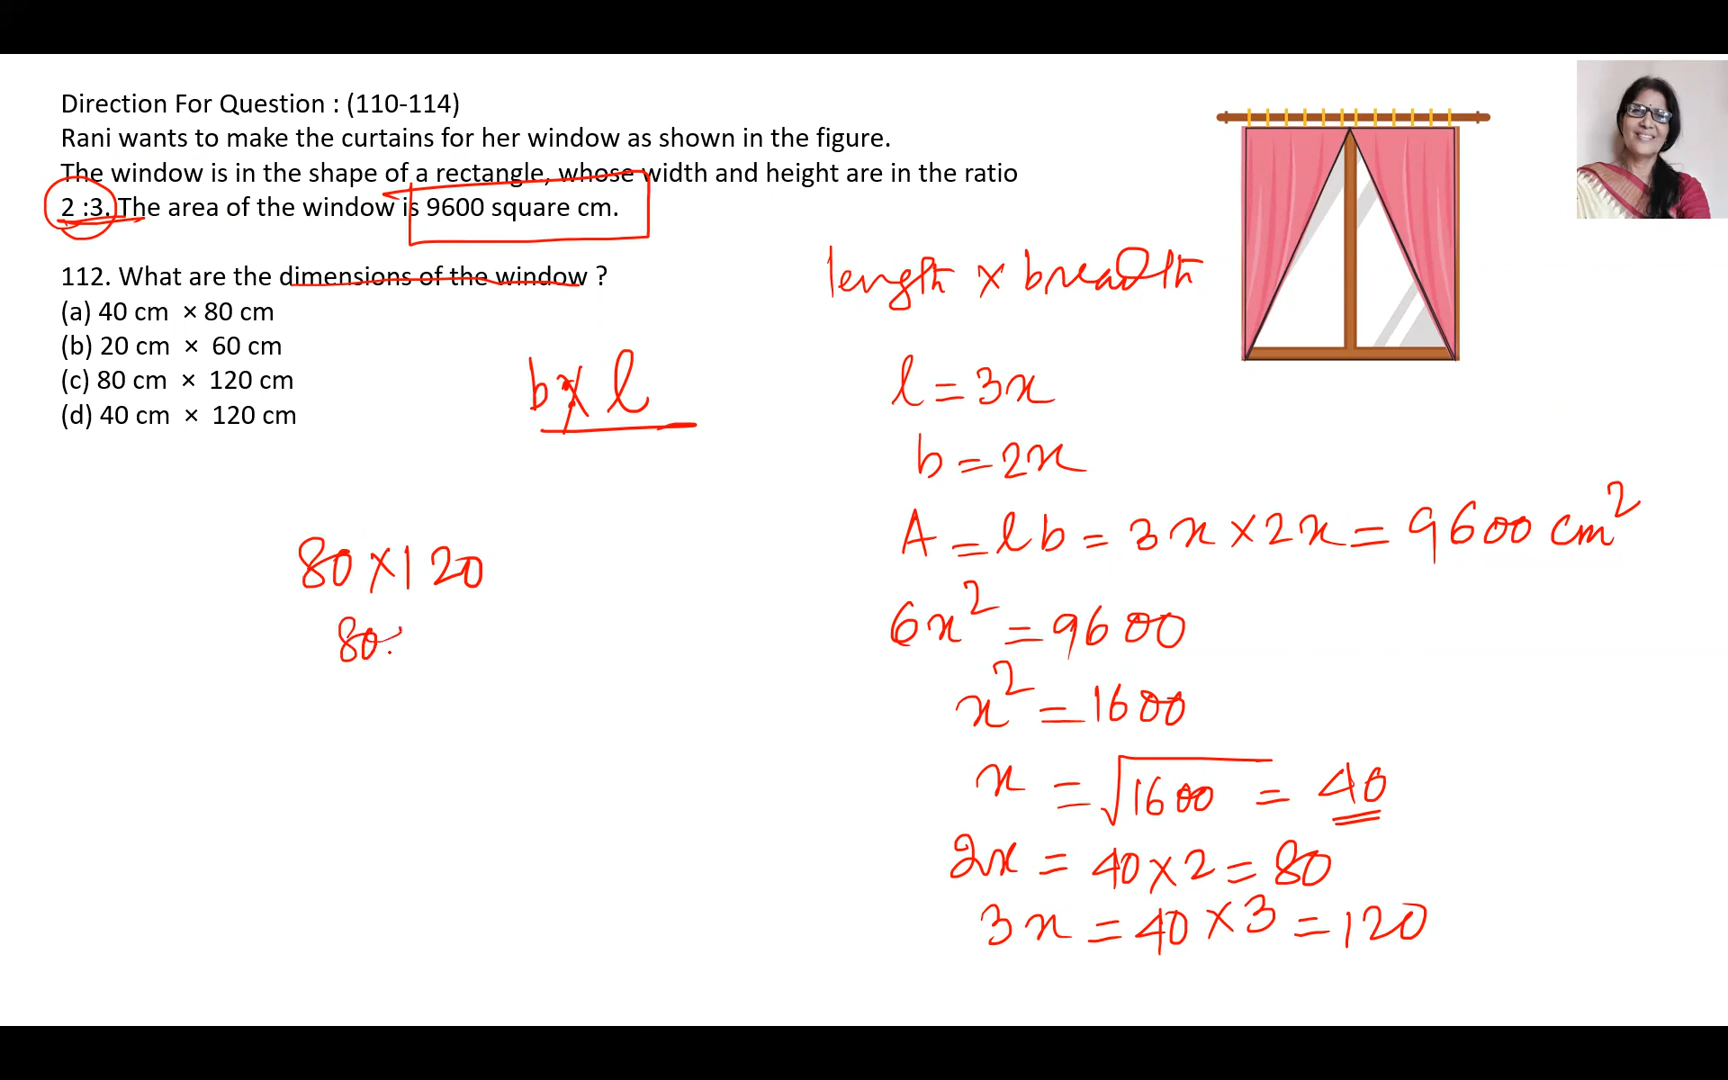 Direction For Question : (110-114)
Rani wants to make the curtains for her window as shown in the figure.
The window is in the shape of a rectangle, whose width and height are in the ratio
2 :3. The area of the window is 9600 square cm.
112. What are the dimensions of the window ?
(a) 40 cm × 80 cm
(b) 20 cm × 60 cm
(c) 80 cm × 120 cm
(d) 40 cm × 120 cm
b × l
80 × 120
80
length × breadth
l = 3x
b = 2x
A = lb = 3x × 2x = 9600 cm²
6x² = 9600
x² = 1600
x = √1600 = 40
2x = 40 × 2 = 80
3x = 40 × 3 = 120